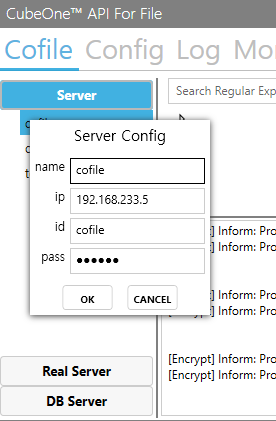 CubeOne™ API For File
Cofile Config Log Mo
Server
Search Regular Exp
Server Config
name cofile
ip 192.168.233.5
id cofile
pass ●●●●●●
OK CANCEL
t] Inform: Pro
t] Inform: Pro
] Inform: Pro
[Encrypt] Inform: Pro
[Encrypt] Inform: Pro
[Encrypt] Inform: Pro
Real Server
DB Server